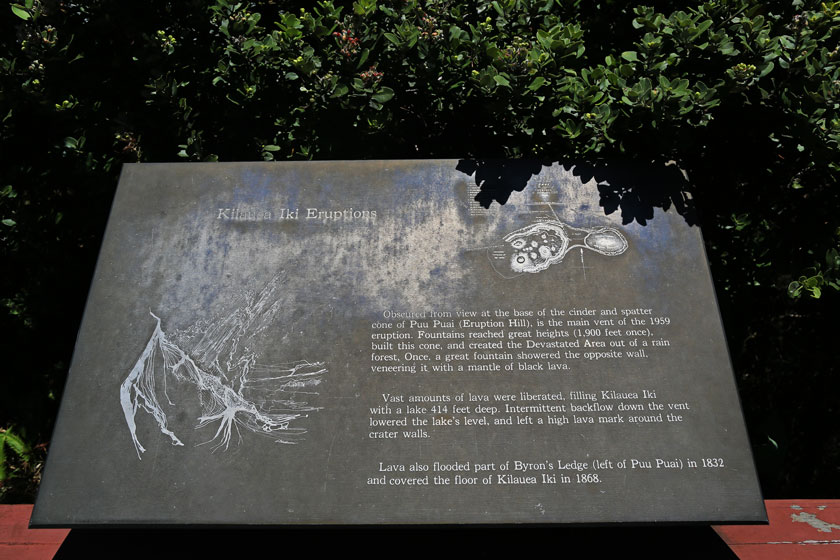 Kilauea Iki Eruptions
Obscured from view at the base of the cinder and spatter
cone of Puu Puai (Eruption Hill), is the main vent of the 1959
eruption. Fountains reached great heights (1,900 feet once),
built this cone, and created the Devastated Area out of a rain
forest, Once, a great fountain showered the opposite wall,
veneering it with a mantle of black lava.
Vast amounts of lava were liberated, filling Kilauea Iki
with a lake 414 feet deep. Intermittent backflow down the vent
lowered the lake's level, and left a high lava mark around the
crater walls.
Lava also flooded part of Byron's Ledge (left of Puu Puai) in 1832
and covered the floor of Kilauea Iki in 1868.